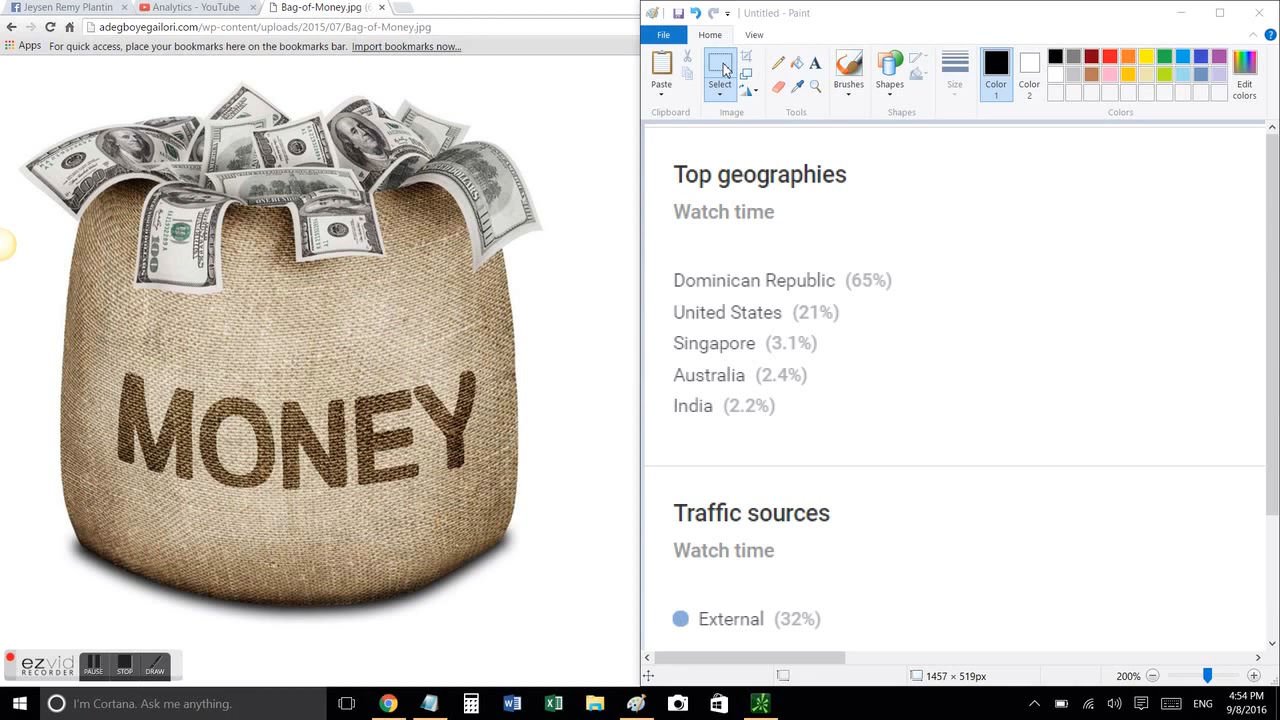 Jeysen Remy Plantin
Analytics - YouTube
Bag-of-Money.jpg (6
adegboyegailori.com/wp-content/uploads/2015/07/Bag-of-Money.jpg
Apps For quick access, place your bookmarks here on the bookmarks bar. Import bookmarks now...
MONEY
ezvid
RECORDER
PAUSE STOP DRAW
Untitled - Paint
File Home View
Paste Select Brushes Shapes Size Color 1 Color 2 Edit colors
Clipboard Image Tools Shapes Colors
Top geographies
Watch time
Dominican Republic (65%)
United States (21%)
Singapore (3.1%)
Australia (2.4%)
India (2.2%)
Traffic sources
Watch time
External (32%)
1457 × 519px 200%
I'm Cortana. Ask me anything.
ENG
4:54 PM
9/8/2016